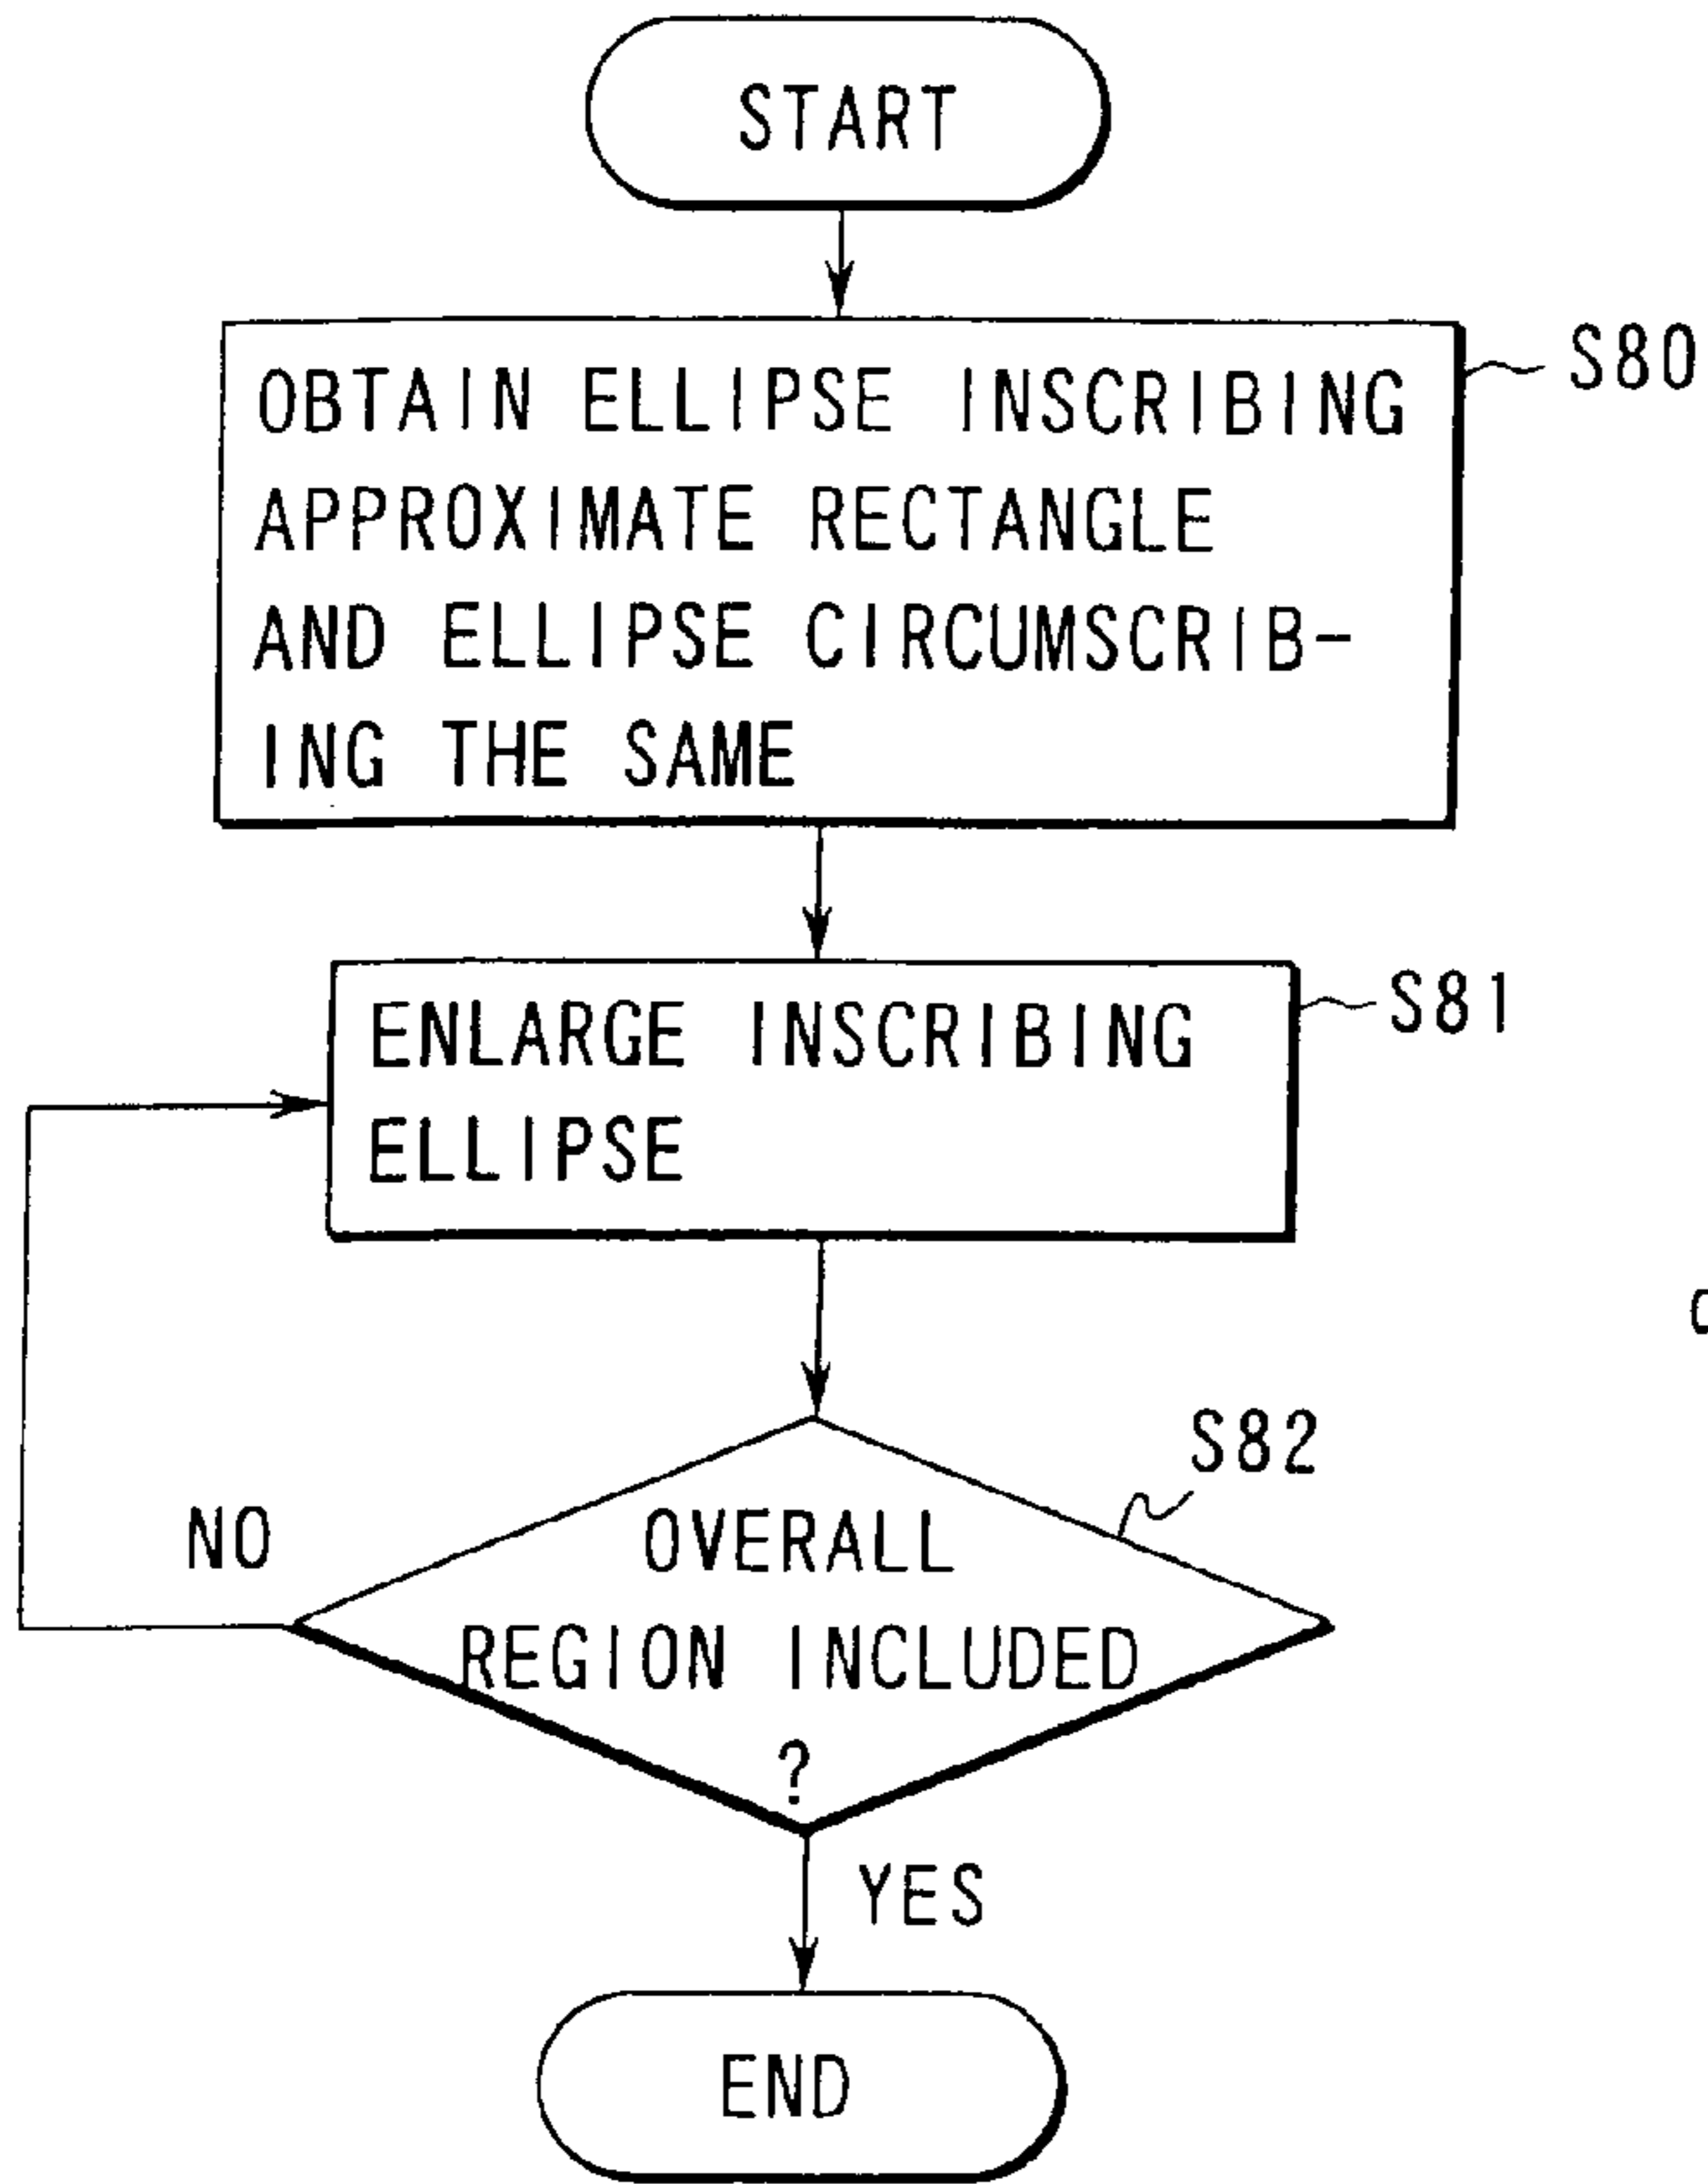 START
OBTAIN ELLIPSE INSCRIBING
APPROXIMATE RECTANGLE
AND ELLIPSE CIRCUMSCRIB-
ING THE SAME
S80
ENLARGE INSCRIBING
ELLIPSE
S81
S82
OVERALL
REGION INCLUDED
?
NO
YES
END